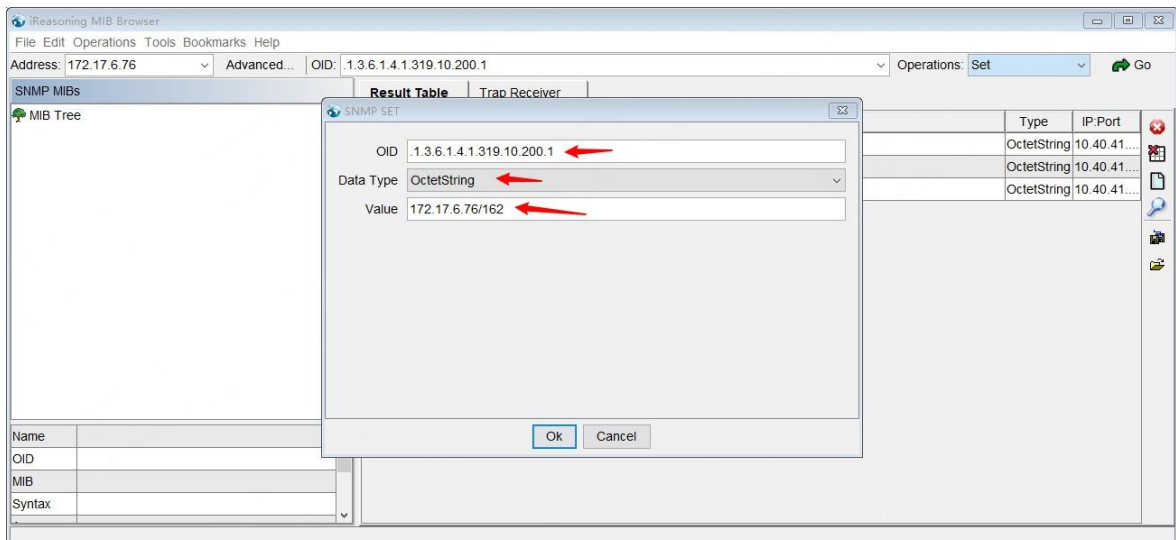 iReasoning MIB Browser
File Edit Operations Tools Bookmarks Help
Address: 172.17.6.76 Advanced... OID: .1.3.6.1.4.1.319.10.200.1 Operations: Set Go
SNMP MIBs
Result Table Trap Receiver
MIB Tree
SNMP SET
OID .1.3.6.1.4.1.319.10.200.1
Data Type OctetString
Value 172.17.6.76/162
Ok Cancel
Type IP:Port
OctetString 10.40.41....
OctetString 10.40.41....
OctetString 10.40.41....
Name
OID
MIB
Syntax